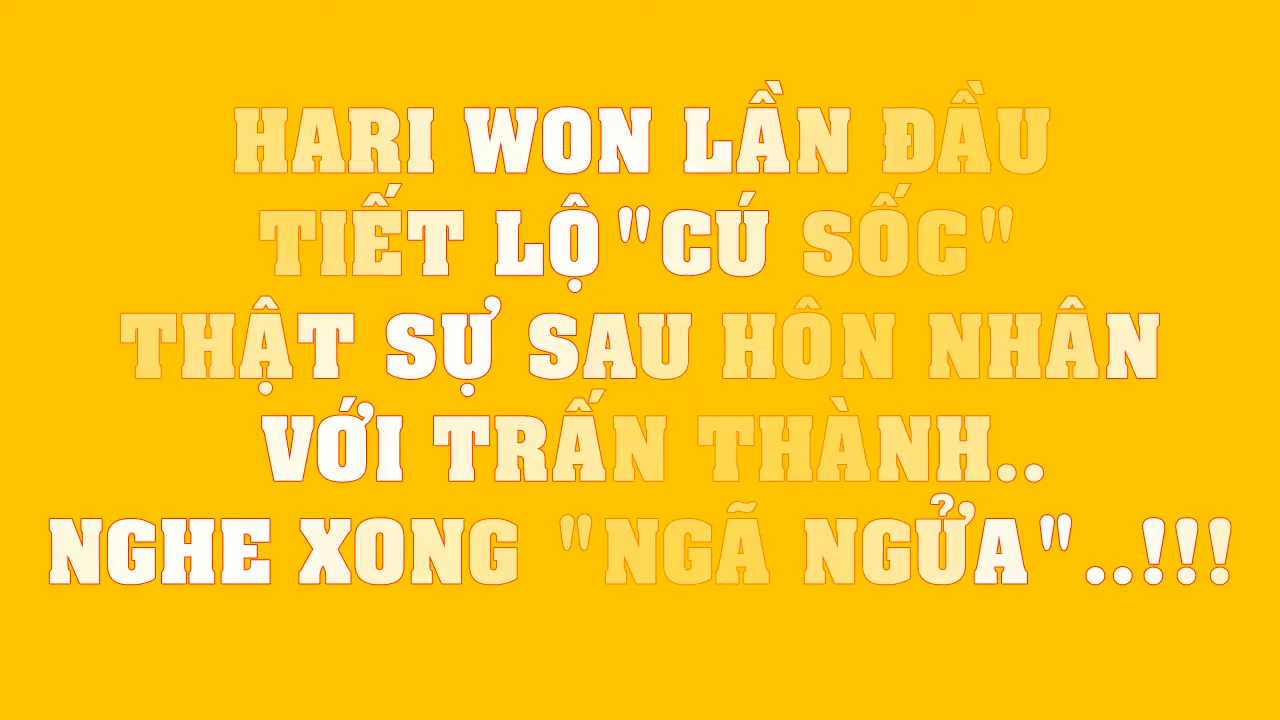 HARI WON LẦN ĐẦU
TIẾT LỘ "CÚ SỐC"
THẬT SỰ SAU HÔN NHÂN
VỚI TRẤN THÀNH..
NGHE XONG "NGÃ NGỬA"..!!!